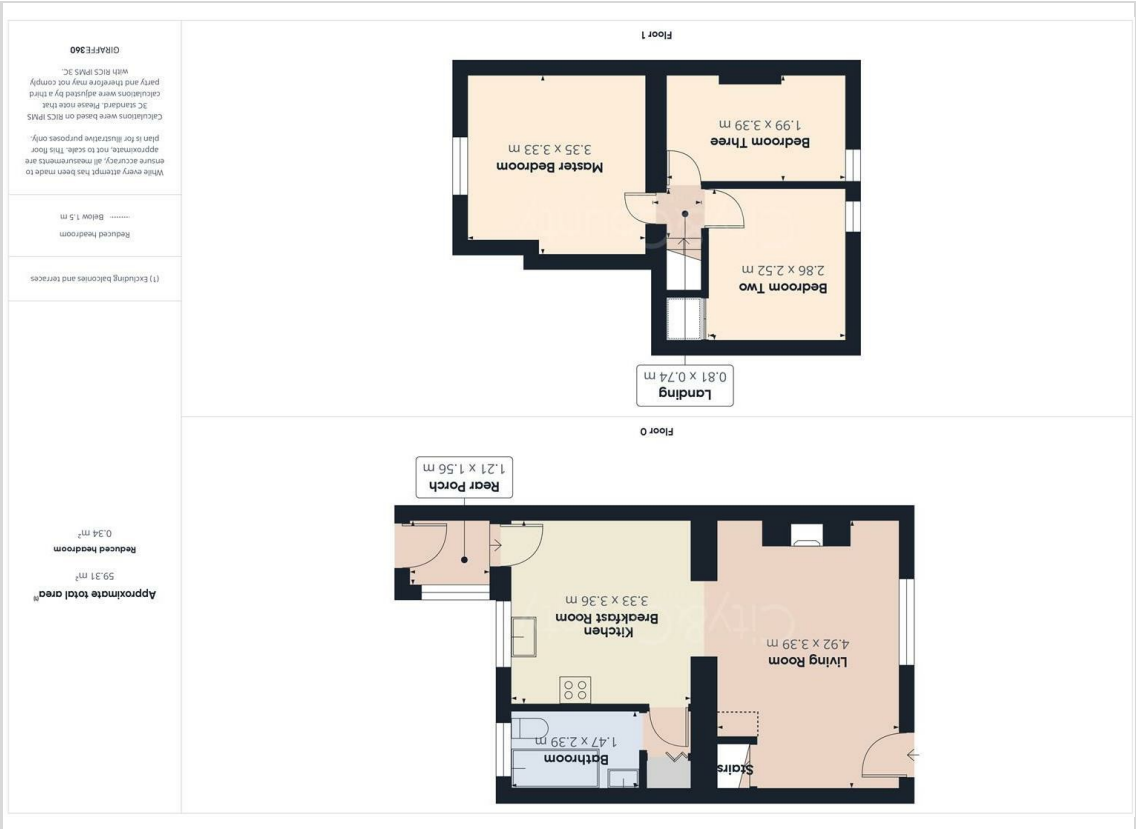 Stairs
Bathroom
1.47 x 2.39 m
Living Room
4.92 x 3.39 m
Kitchen
Breakfast Room
3.33 x 3.36 m
Rear Porch
1.21 x 1.56 m
Floor 0
Landing
0.81 x 0.74 m
Bedroom Two
2.86 x 2.52 m
Bedroom Three
1.99 x 3.39 m
Master Bedroom
3.35 x 3.33 m
Floor 1
Approximate total area(1)
59.31 m²
Reduced headroom
0.34 m²
(1) Excluding balconies and terraces
Reduced headroom
Below 1.5 m
While every attempt has been made to
ensure accuracy, all measurements are
approximate, not to scale. This floor
plan is for illustrative purposes only.
Calculations were based on RICS IPMS
3C standard. Please note that
calculations were adjusted by a third
party and therefore may not comply
with RICS IPMS 3C.
GIRAFFE360